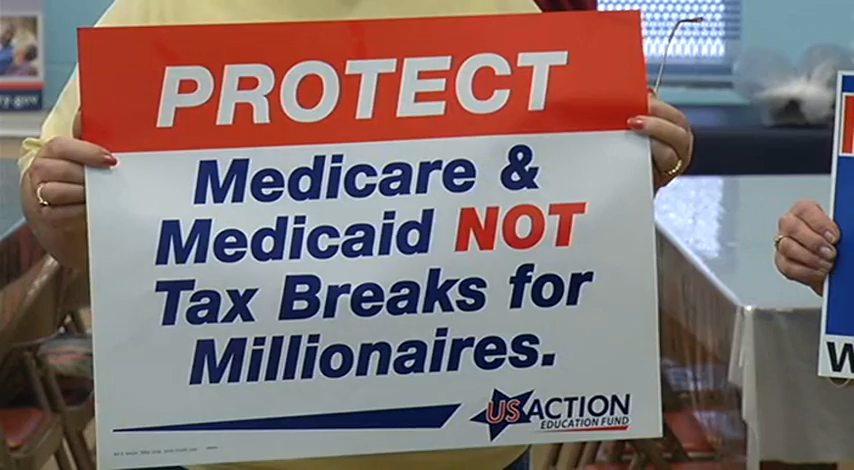 PROTECT
Medicare &
Medicaid NOT
Tax Breaks for
Millionaires.
US ACTION
EDUCATION FUND
W